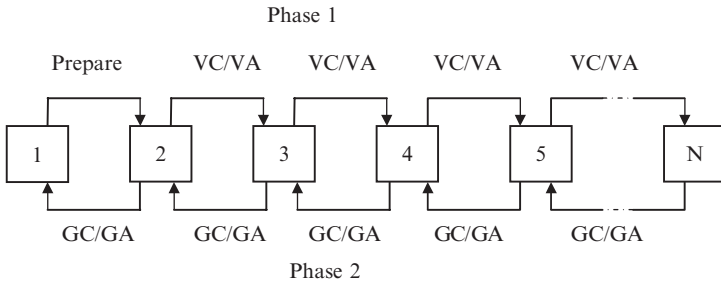 Phase 1
Prepare VC/VA VC/VA VC/VA VC/VA
1 2 3 4 5 N
GC/GA GC/GA GC/GA GC/GA GC/GA
Phase 2